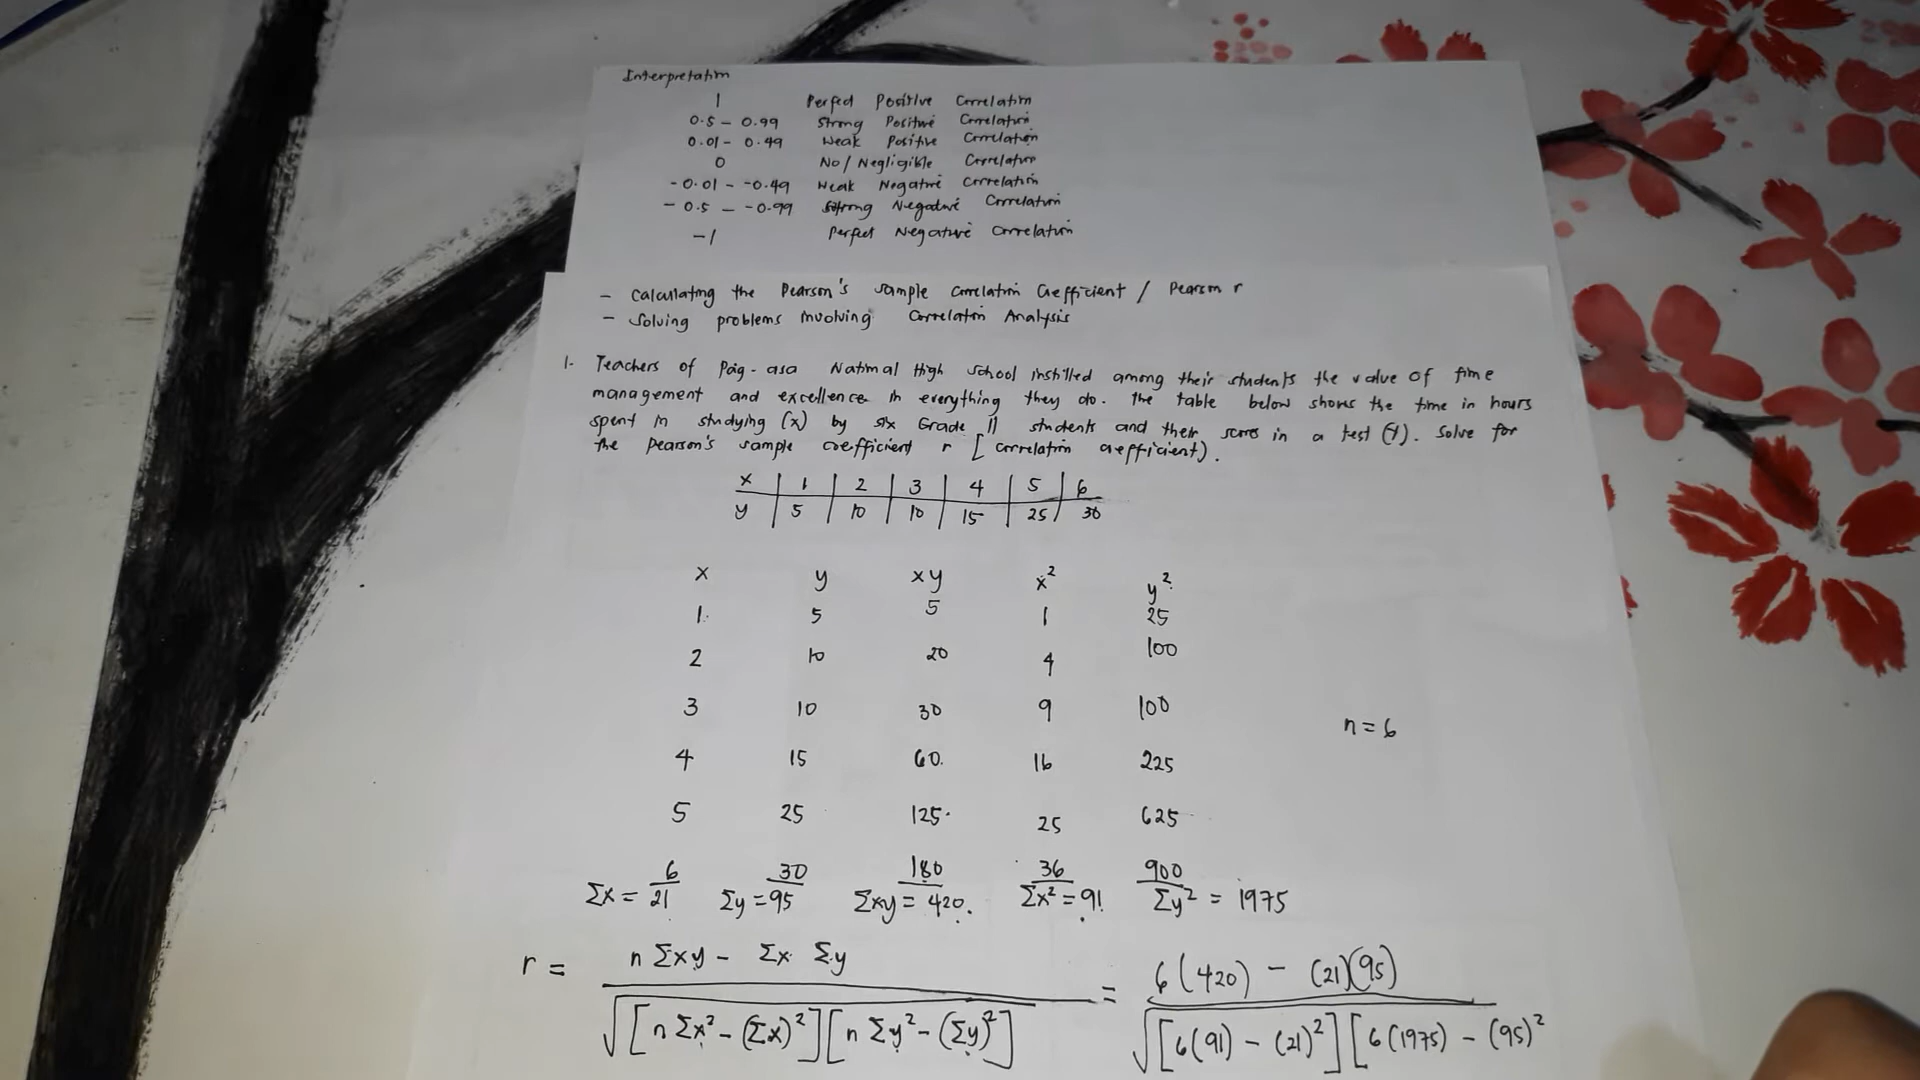 Interpretation
1 Perfect Positive Correlation
0.5 - 0.99 Strong Positive Correlation
0.01 - 0.49 Weak Positive Correlation
0 No / Negligible Correlation
-0.01 - -0.49 Weak Negative Correlation
-0.5 - -0.99 Strong Negative Correlation
-1 Perfect Negative Correlation
- Calculating the Pearson's sample Correlation Coefficient / Pearson r
- Solving problems involving Correlation Analysis
1. Teachers of Pag-asa National High School instilled among their students the value of time
management and excellence in everything they do. The table below shows the time in hours
spent in studying (x) by six Grade 11 students and their scores in a test (y). Solve for
the Pearson's sample coefficient r [correlation coefficient).
x | 1 | 2 | 3 | 4 | 5 | 6
y | 5 | 10 | 10 | 15 | 25 | 30
x y xy x² y²
1 5 5 1 25
2 10 20 4 100
3 10 30 9 100
n = 6
4 15 60 16 225
5 25 125 25 625
6 30 180 36 900
Σx = 21 Σy = 95 Σxy = 420 Σx² = 91 Σy² = 1975
r = n Σxy - Σx Σy = 6(420) - (21)(95)
√[n Σx² - (Σx)²][n Σy² - (Σy)²] √[6(91) - (21)²][6(1975) - (95)²